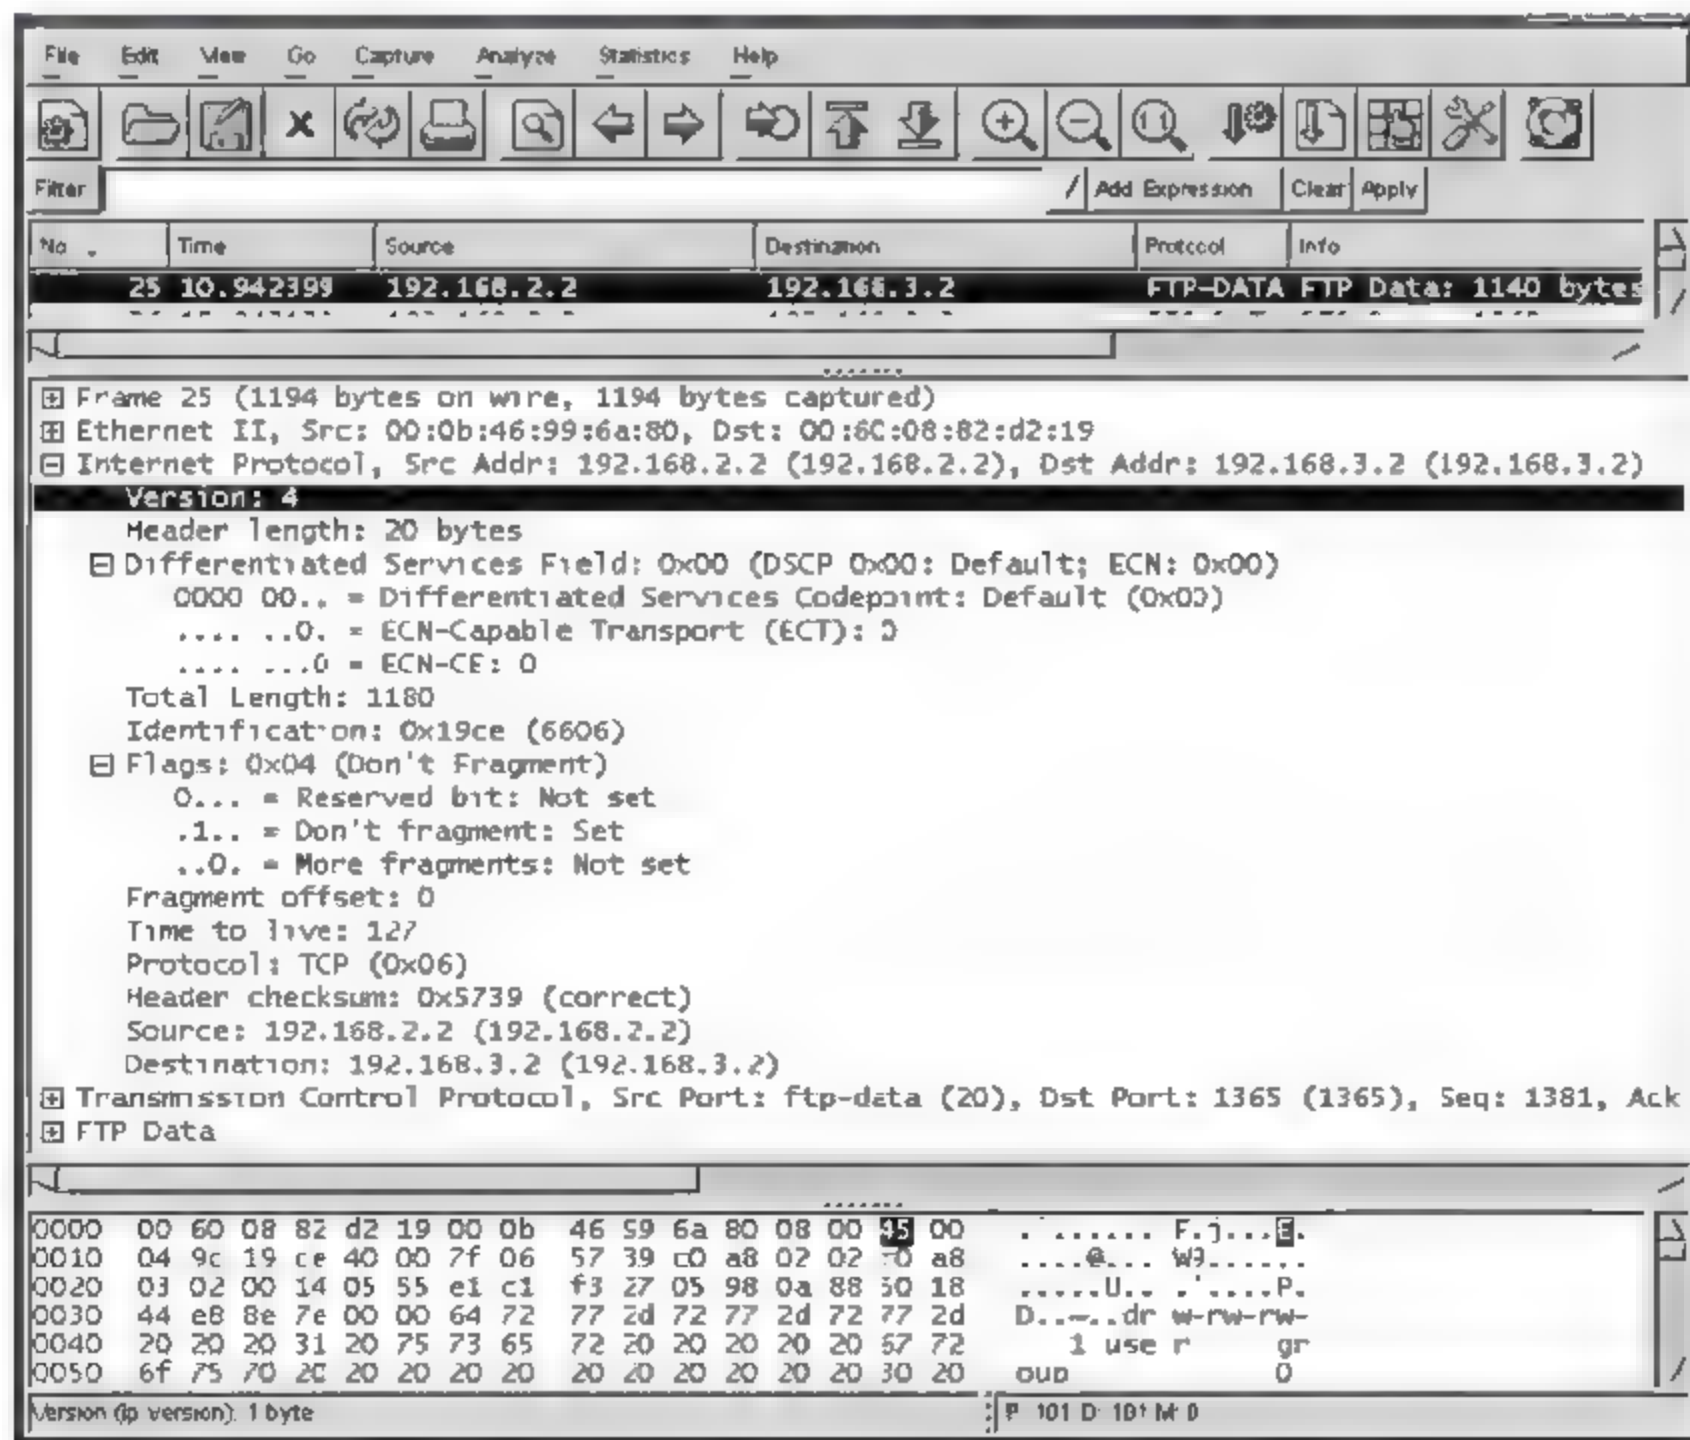 File Edit View Go Capture Analyze Statistics Help
Filter / Add Expression Clear Apply
No. Time Source Destination Protocol Info
25 10.942399 192.168.2.2 192.168.3.2 FTP-DATA FTP Data: 1140 bytes
Frame 25 (1194 bytes on wire, 1194 bytes captured)
Ethernet II, Src: 00:0b:46:99:6a:80, Dst: 00:60:08:82:d2:19
Internet Protocol, Src Addr: 192.168.2.2 (192.168.2.2), Dst Addr: 192.168.3.2 (192.168.3.2)
Version: 4
Header length: 20 bytes
Differentiated Services Field: 0x00 (DSCP 0x00: Default; ECN: 0x00)
0000 00.. = Differentiated Services Codepoint: Default (0x00)
.... ..0. = ECN-Capable Transport (ECT): 0
.... ...0 = ECN-CE: 0
Total Length: 1180
Identification: 0x19ce (6606)
Flags: 0x04 (Don't Fragment)
0... = Reserved bit: Not set
.1.. = Don't fragment: Set
..0. = More fragments: Not set
Fragment offset: 0
Time to live: 127
Protocol: TCP (0x06)
Header checksum: 0x5739 (correct)
Source: 192.168.2.2 (192.168.2.2)
Destination: 192.168.3.2 (192.168.3.2)
Transmission Control Protocol, Src Port: ftp-data (20), Dst Port: 1365 (1365), Seq: 1381, Ack
FTP Data
0000 00 60 08 82 d2 19 00 0b 46 99 6a 80 08 00 45 00 .`...... F.j...E.
0010 04 9c 19 ce 40 00 7f 06 57 39 c0 a8 02 02 c0 a8 ....@... W9......
0020 03 02 00 14 05 55 e1 c1 f3 27 05 98 0a 88 50 18 .....U.. .'....P.
0030 44 e8 8e 7e 00 00 64 72 77 2d 72 77 2d 72 77 2d D..~..dr w-rw-rw-
0040 20 20 20 31 20 75 73 65 72 20 20 20 20 20 67 72 1 use r gr
0050 6f 75 70 20 20 20 20 20 20 20 20 20 20 20 30 20 oup 0
Version (ip version), 1 byte P: 101 D: 101 M: 0